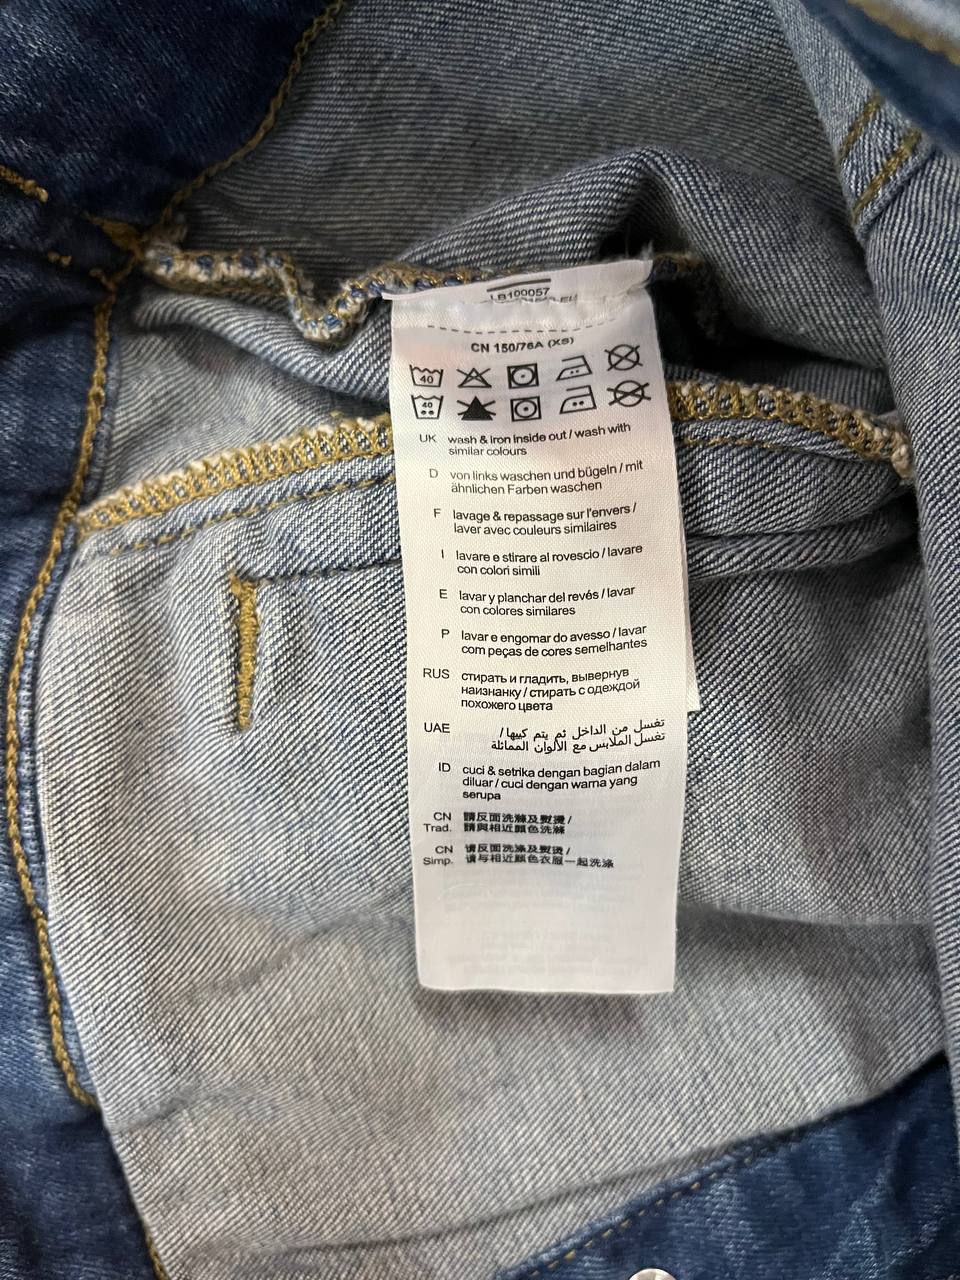 LB100057
CN 150/76A (XS)
40
40
UK wash & iron inside out / wash with
similar colours
D von links waschen und bügeln / mit
ähnlichen Farben waschen
F lavage & repassage sur l'envers /
laver avec couleurs similaires
I lavare e stirare al rovescio / lavare
con colori simili
E lavar y planchar del revés / lavar
con colores similares
P lavar e engomar do avesso / lavar
com peças de cores semelhantes
RUS стирать и гладить, вывернув
наизнанку / стирать с одеждой
похожего цвета
UAE تغسل من الداخل ثم يتم كيها /
تغسل الملابس مع الألوان المماثلة
ID cuci & setrika dengan bagian dalam
diluar / cuci dengan warna yang
serupa
CN 請反面洗滌及熨燙 /
Trad. 請與相近顏色洗滌
CN 请反面洗涤及熨烫 /
Simp. 请与相近颜色衣服一起洗涤